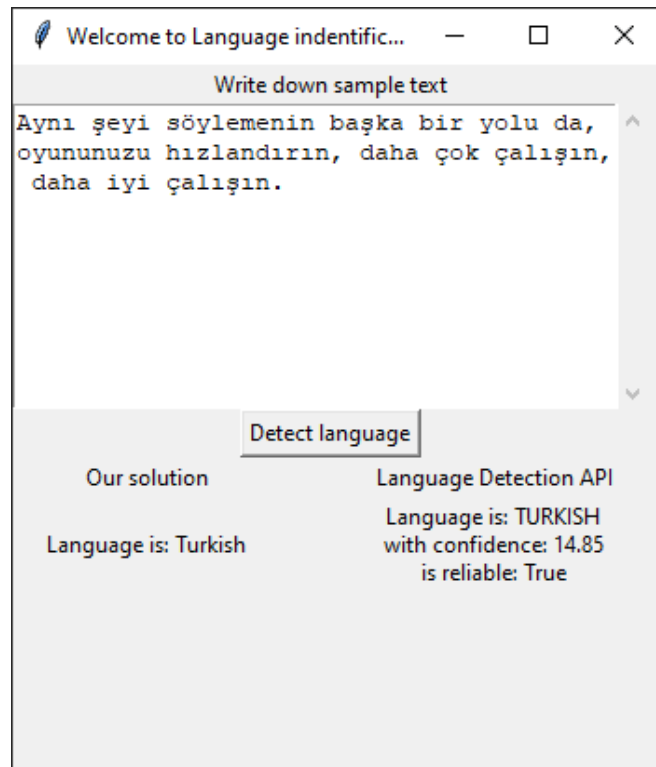 Welcome to Language indentific...
Write down sample text
Aynı şeyi söylemenin başka bir yolu da,
oyununuzu hızlandırın, daha çok çalışın,
daha iyi çalışın.
Detect language
Our solution
Language Detection API
Language is: Turkish
Language is: TURKISH
with confidence: 14.85
is reliable: True